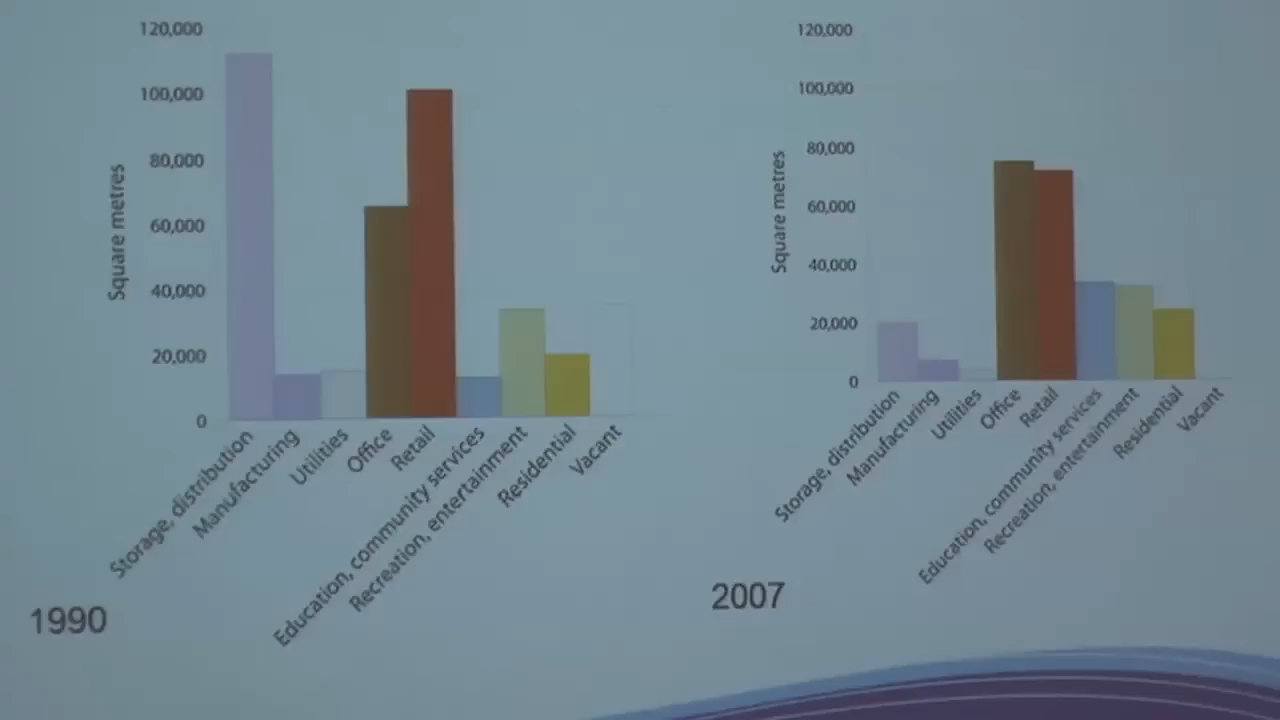 120,000
100,000
80,000
60,000
40,000
20,000
0
Square metres
Storage, distribution
Manufacturing
Utilities
Office
Retail
Education, community services
Recreation, entertainment
Residential
Vacant
1990
120,000
100,000
80,000
60,000
40,000
20,000
0
Square metres
Storage, distribution
Manufacturing
Utilities
Office
Retail
Education, community services
Recreation, entertainment
Residential
Vacant
2007